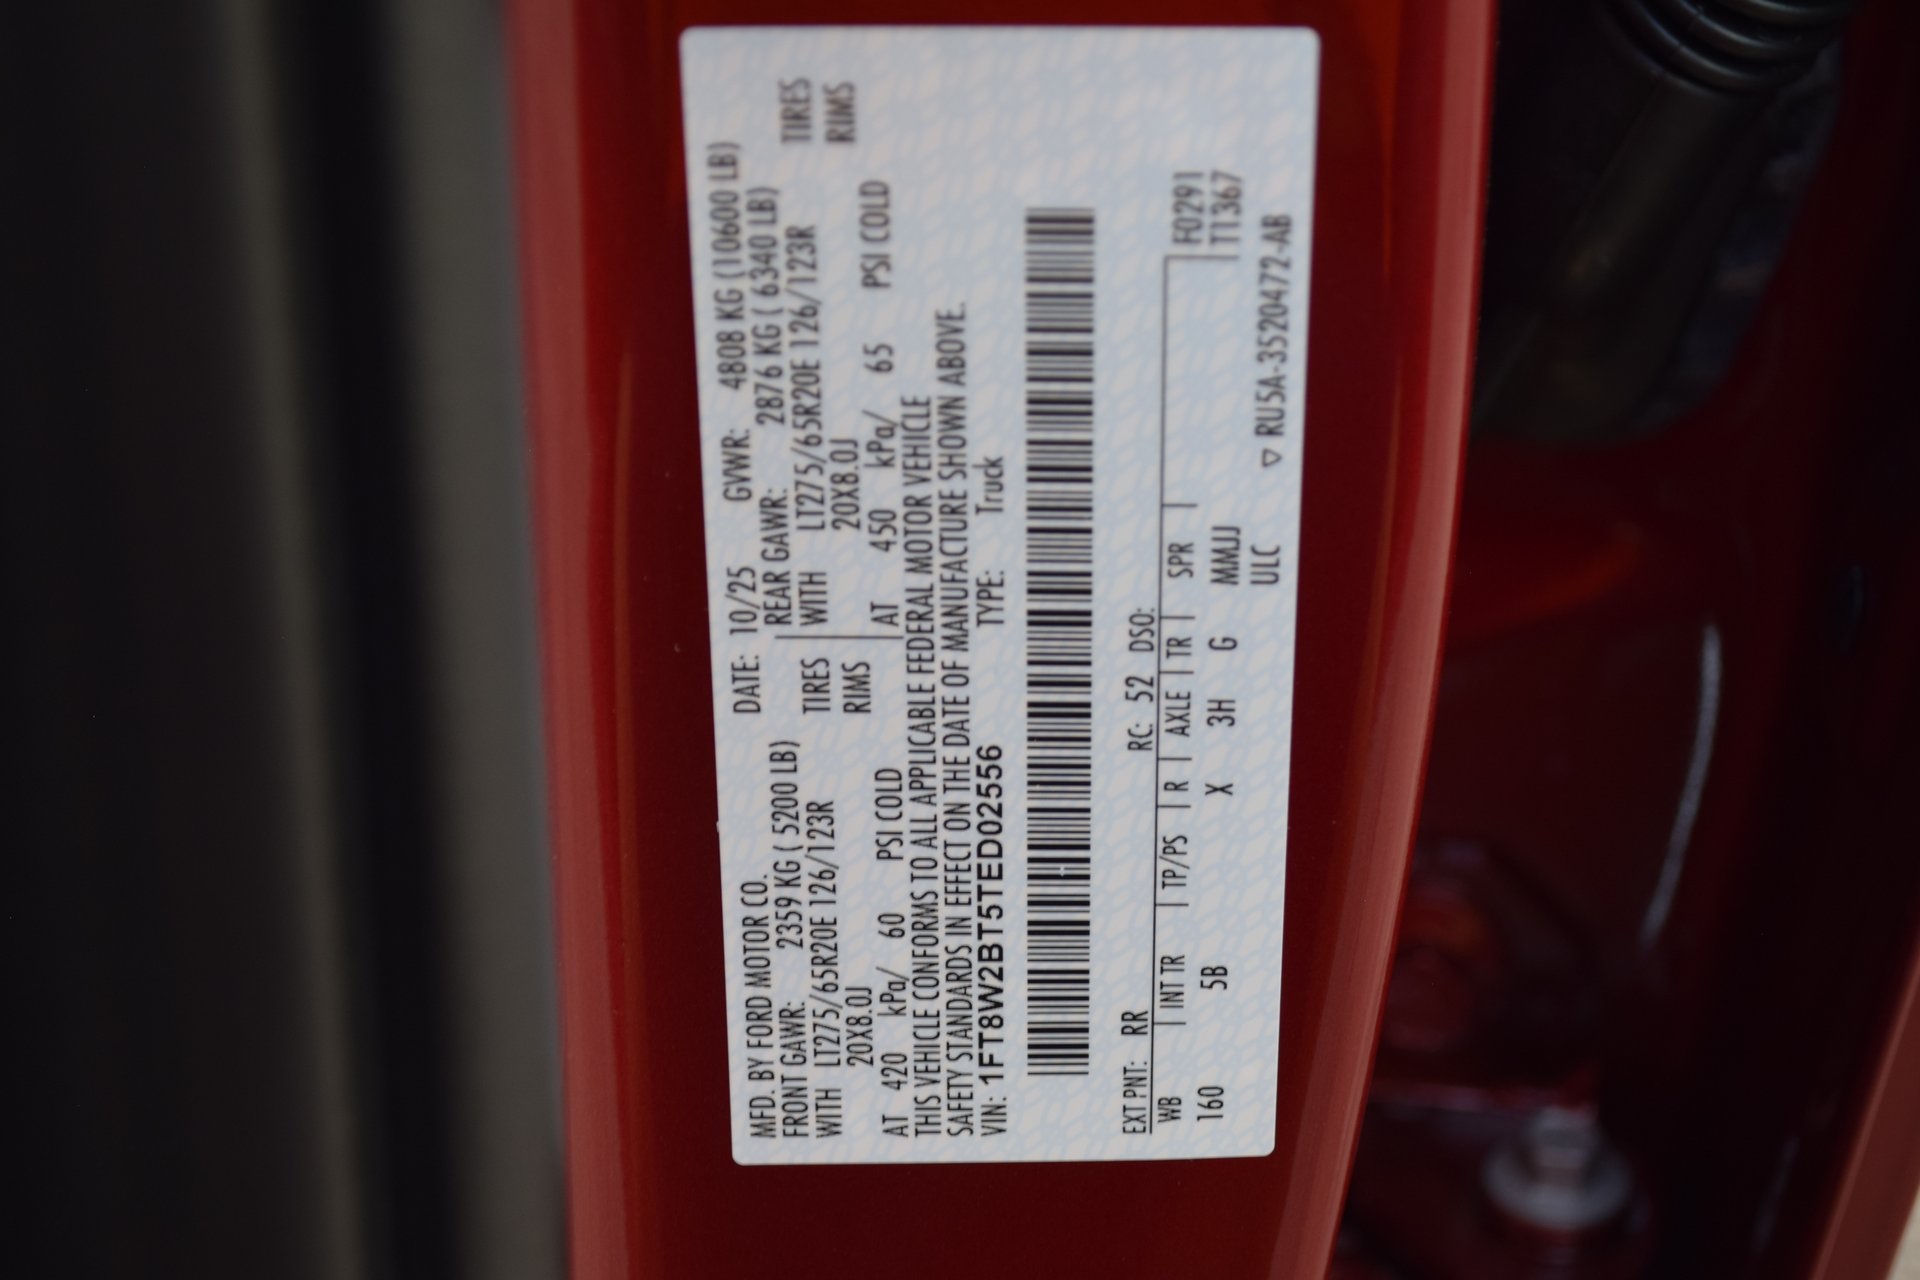 MFD. BY FORD MOTOR CO. DATE: 10/25 GVWR: 4808 KG (10600 LB)
FRONT GAWR: 2359 KG ( 5200 LB) REAR GAWR: 2876 KG ( 6340 LB)
WITH LT275/65R20E 126/123R TIRES WITH LT275/65R20E 126/123R TIRES
20X8.0J RIMS 20X8.0J RIMS
AT 420 kPa/ 60 PSI COLD AT 450 kPa/ 65 PSI COLD
THIS VEHICLE CONFORMS TO ALL APPLICABLE FEDERAL MOTOR VEHICLE
SAFETY STANDARDS IN EFFECT ON THE DATE OF MANUFACTURE SHOWN ABOVE.
VIN: 1FT8W2BT5TED02556 TYPE: Truck
EXT PNT: RR RC: 52 DSO:
WB INT TR TP/PS R AXLE TR SPR F0291
160 5B X 3H G MMJJ T1367
ULC ▽ RU5A-3520472-AB